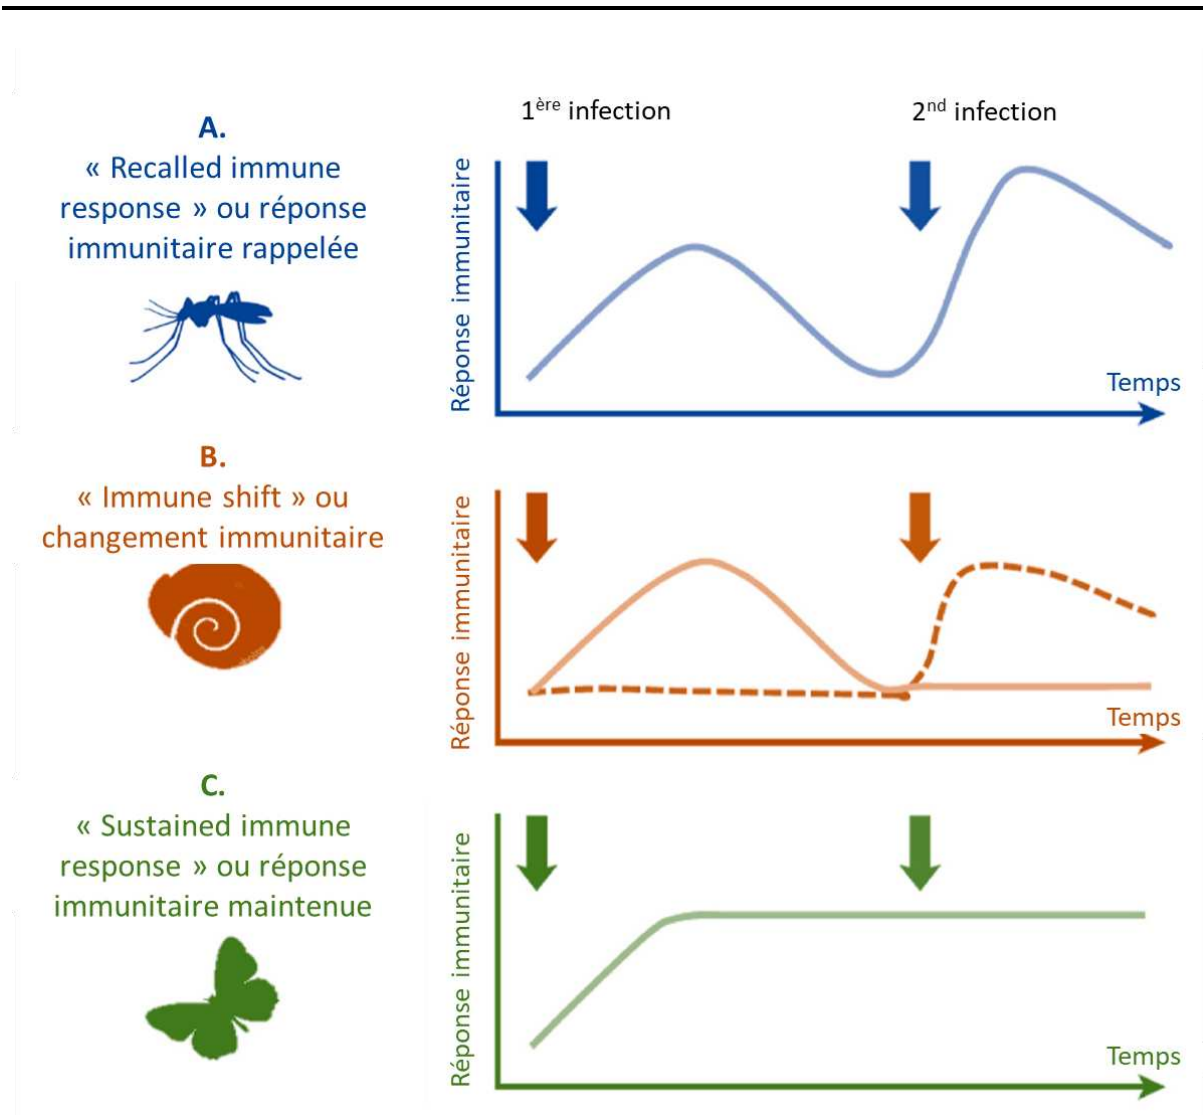 1ère infection
2nd infection
A.
« Recalled immune
response » ou réponse
immunitaire rappelée
Réponse immunitaire
Temps
B.
« Immune shift » ou
changement immunitaire
Réponse immunitaire
Temps
C.
« Sustained immune
response » ou réponse
immunitaire maintenue
Réponse immunitaire
Temps